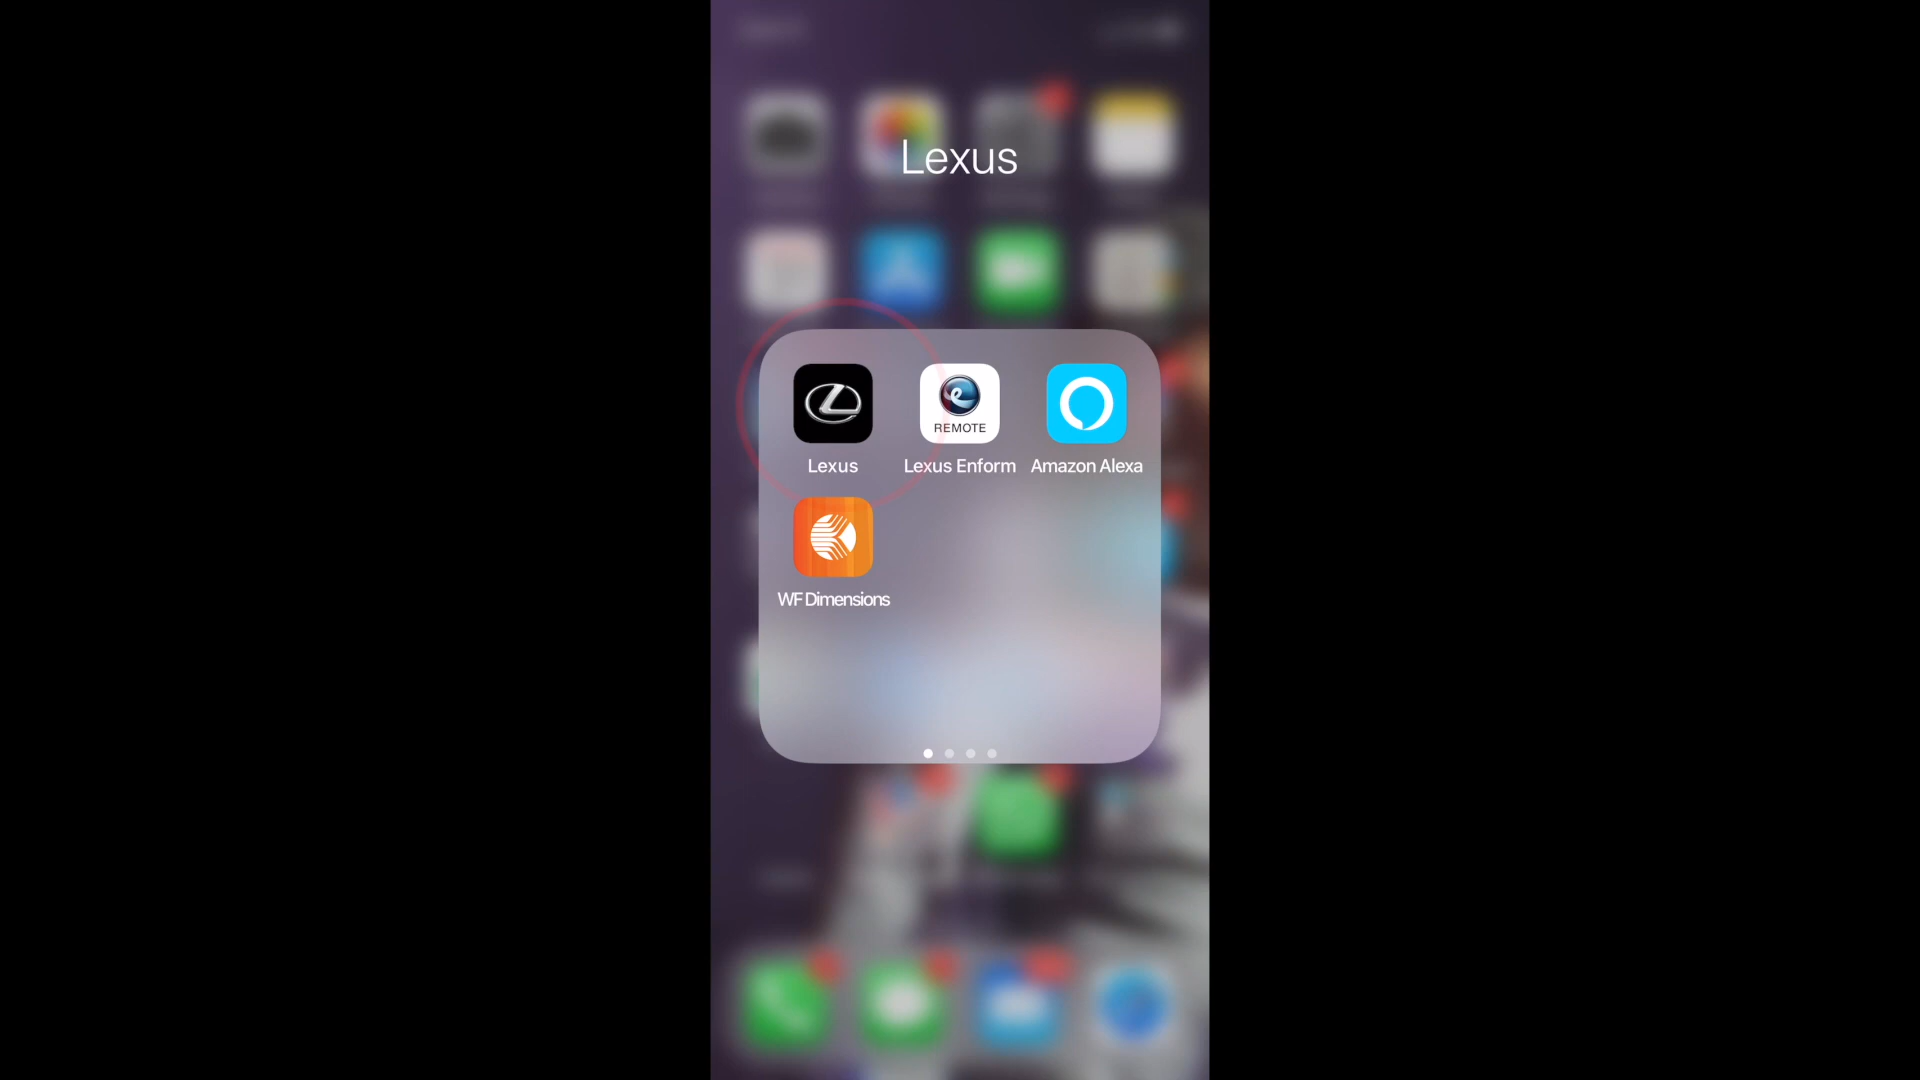 Lexus
REMOTE
Lexus Lexus Enform Amazon Alexa
WF Dimensions